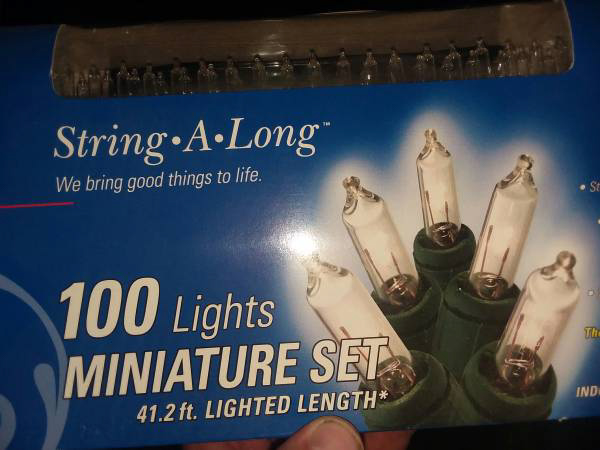 String•A•Long™
We bring good things to life.
100 Lights
MINIATURE SET
41.2 ft. LIGHTED LENGTH*